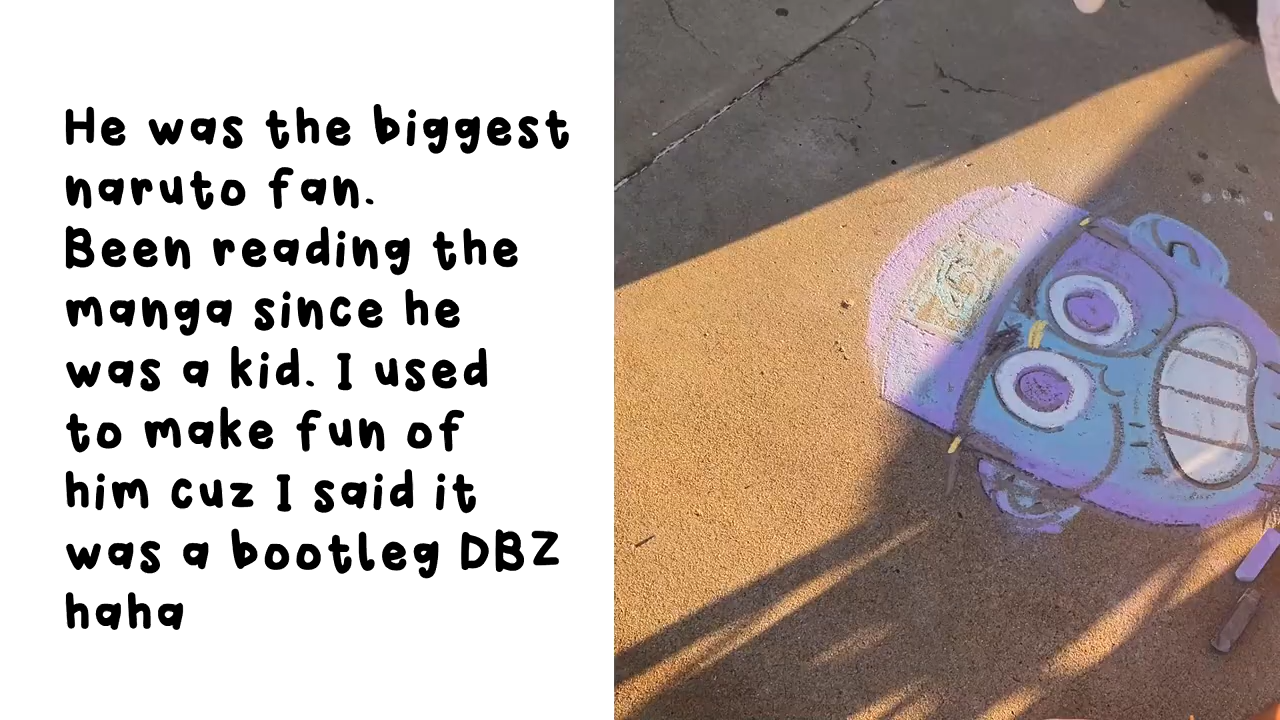 He was the biggest
naruto fan.
Been reading the
manga since he
was a kid. I used
to make fun of
him cuz I said it
was a bootleg DBZ
haha